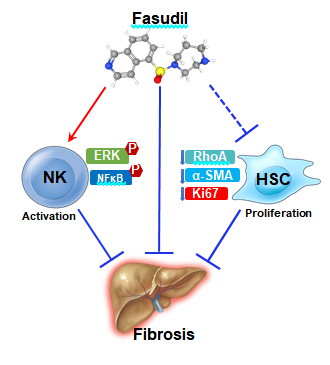 Fasudil
ERK
P
NFκB
P
NK
Activation
RhoA
α-SMA
Ki67
HSC
Proliferation
Fibrosis